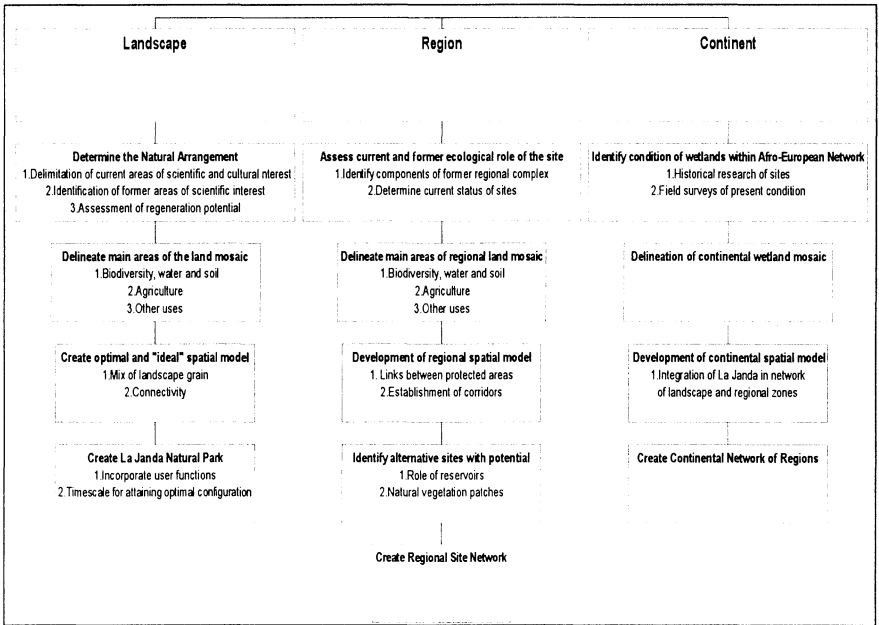 Landscape
Region
Continent
Determine the Natural Arrangement
1.Delimitation of current areas of scientific and cultural nterest
2.Identification of former areas of scientific interest
3.Assessment of regeneration potential
Assess current and former ecological role of the site
1.Identify components of former regional complex
2.Determine current status of sites
Identify condition of wetlands within Afro-European Network
1.Historical research of sites
2.Field surveys of present condition
Delineate main areas of the land mosaic
1.Biodiversity, water and soil
2.Agriculture
3.Other uses
Delineate main areas of regional land mosaic
1.Biodiversity, water and soil
2.Agriculture
3.Other uses
Delineation of continental wetland mosaic
Create optimal and "ideal" spatial model
1.Mix of landscape grain
2.Connectivity
Development of regional spatial model
1. Links between protected areas
2.Establishment of corridors
Development of continental spatial model
1.Integration of La Janda in network
of landscape and regional zones
Create La Janda Natural Park
1.Incorporate user functions
2.Timescale for attaining optimal configuration
Identify alternative sites with potential
1.Role of reservoirs
2.Natural vegetation patches
Create Continental Network of Regions
Create Regional Site Network